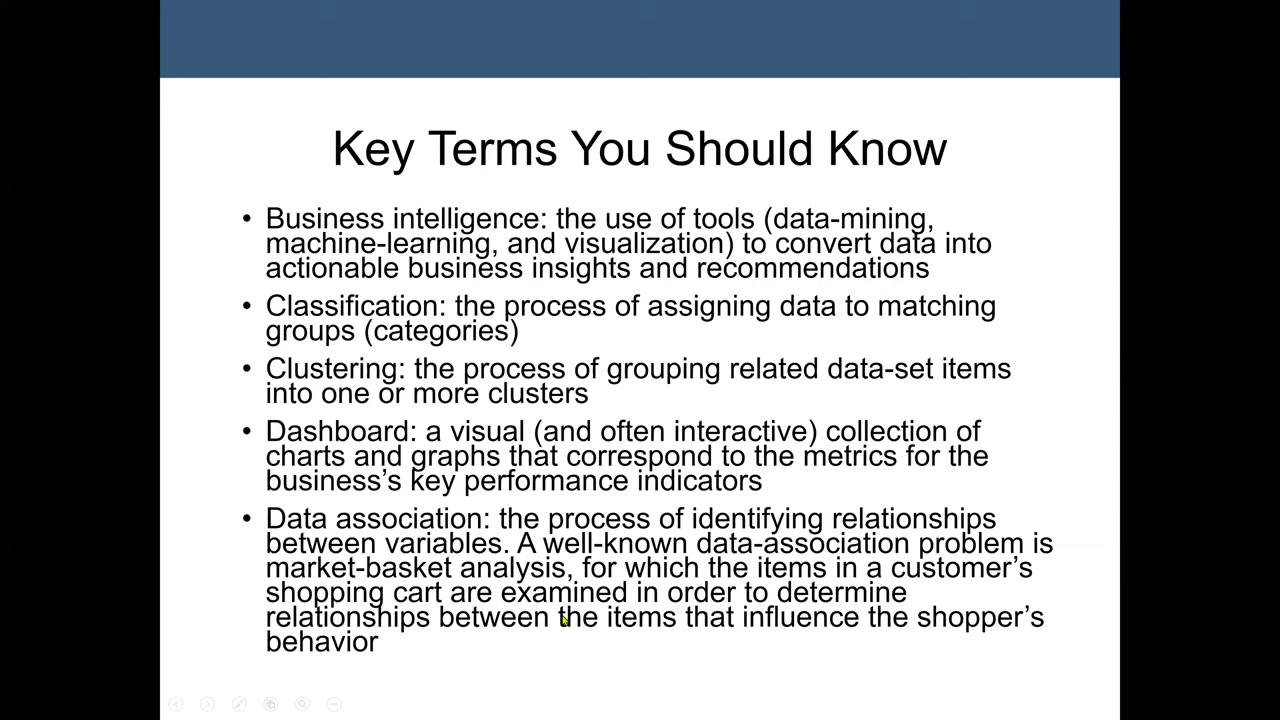 Key Terms You Should Know
• Business intelligence: the use of tools (data-mining,
machine-learning, and visualization) to convert data into
actionable business insights and recommendations
• Classification: the process of assigning data to matching
groups (categories)
• Clustering: the process of grouping related data-set items
into one or more clusters
• Dashboard: a visual (and often interactive) collection of
charts and graphs that correspond to the metrics for the
business’s key performance indicators
• Data association: the process of identifying relationships
between variables. A well-known data-association problem is
market-basket analysis, for which the items in a customer’s
shopping cart are examined in order to determine
relationships between the items that influence the shopper’s
behavior